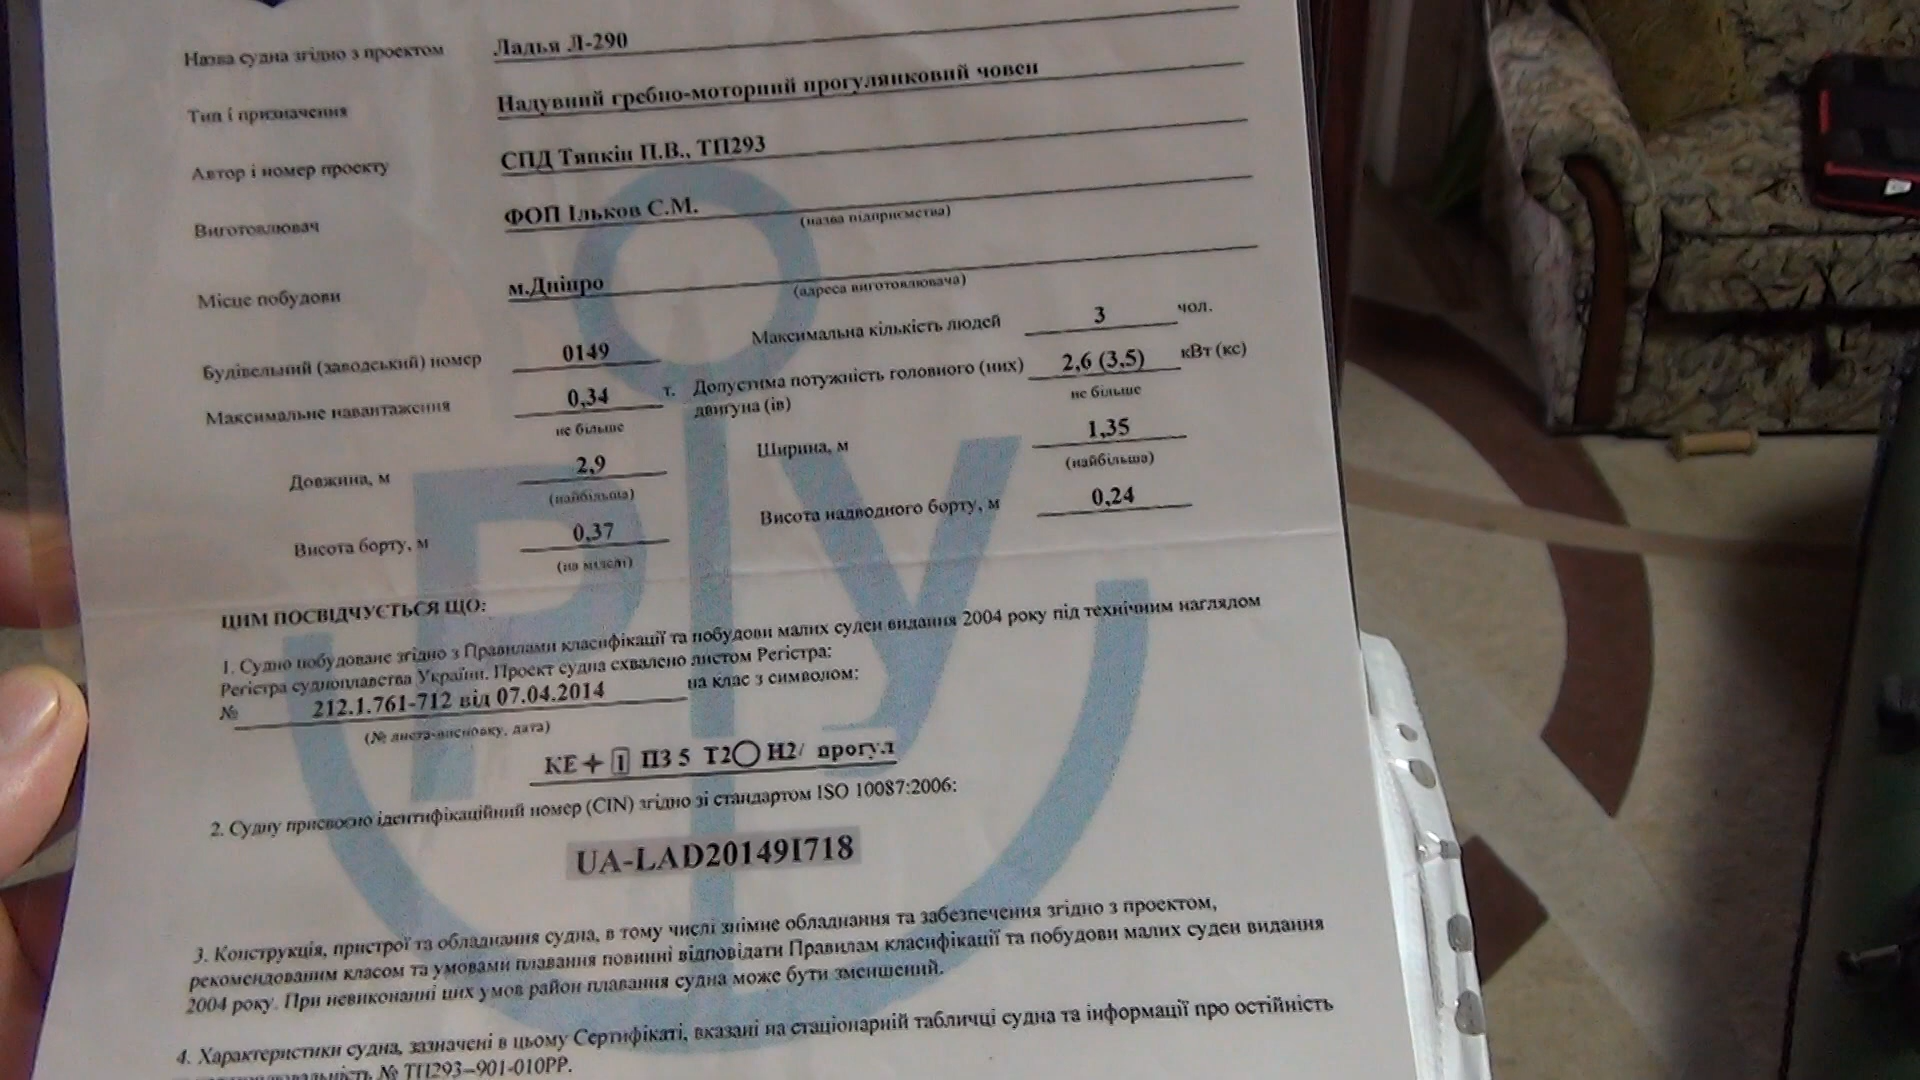 Назва судна згідно з проектом Ладья Л-290
Тип і призначення Надувний гребно-моторний прогулянковий човен
Автор і номер проєкту СПД Тяпкін П.В., ТП293
Виготовлювач ФОП Ільков С.М.
(назва підприємства)
Місце побудови м.Дніпро
(адреса виготовлювача)
Будівельний (заводський) номер 0149 Максимальна кількість людей 3 чол.
Максимальне навантаження 0,34 т. Допустима потужність головного (них) 2,6 (3,5) кВт (кс)
не більше двигуна (ів) не більше
Довжина, м 2,9 Ширина, м 1,35
(найбільша) (найбільша)
Висота борту, м 0,37 Висота надводного борту, м 0,24
(на міделі)
ЦИМ ПОСВІДЧУЄТЬСЯ ЩО:
1. Судно побудоване згідно з Правилами класифікації та побудови малих суден видання 2004 року під технічним наглядом
Регістра судноплавства України. Проєкт судна схвалено листом Регістра:
№ 212.1.761-712 від 07.04.2014 на клас з символом:
(№ листа-висновку, дата)
КЕ 1 ПЗ 5 Т2 Н2/ прогул
2. Судну присвоєно ідентифікаційний номер (CIN) згідно зі стандартом ISO 10087:2006:
UA-LAD20149I718
3. Конструкція, пристрої та обладнання судна, в тому числі знімне обладнання та забезпечення згідно з проектом,
рекомендованим класом та умовами плавання повинні відповідати Правилам класифікації та побудови малих суден видання
2004 року. При невиконанні цих умов район плавання судна може бути зменшений.
4. Характеристики судна, зазначені в цьому Сертифікаті, вказані на стаціонарній табличці судна та інформації про остійність
№ ТП293–901-010РР.
РУ